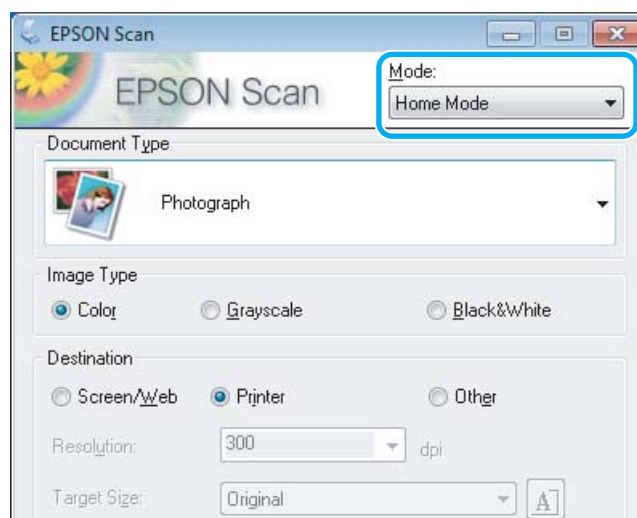 EPSON Scan
EPSON Scan
Mode:
Home Mode
Document Type
Photograph
Image Type
Color
Grayscale
Black&White
Destination
Screen/Web
Printer
Other
Resolution:
300
dpi
Target Size:
Original
A